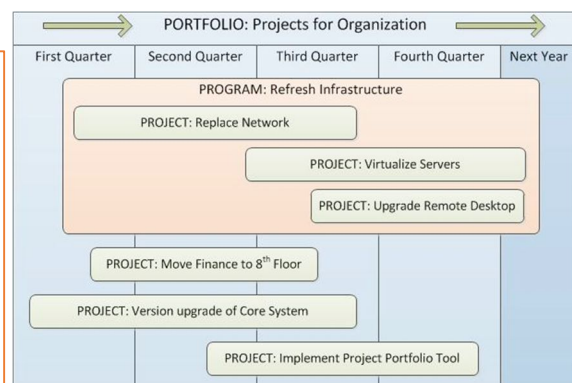 PORTFOLIO: Projects for Organization
First Quarter
Second Quarter
Third Quarter
Fourth Quarter
Next Year
PROGRAM: Refresh Infrastructure
PROJECT: Replace Network
PROJECT: Virtualize Servers
PROJECT: Upgrade Remote Desktop
PROJECT: Move Finance to 8th Floor
PROJECT: Version upgrade of Core System
PROJECT: Implement Project Portfolio Tool